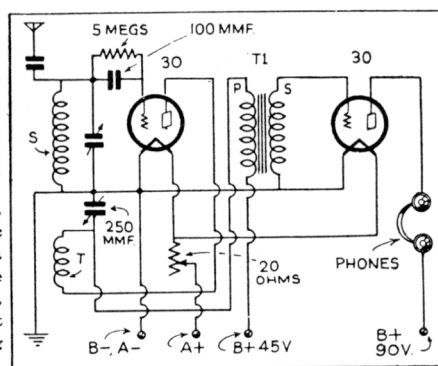 5 MEGS
100 MMF.
30
T1
30
P
S
S
250
MMF.
T
20
OHMS
PHONES
B-, A-
A+
B+ 45V
B+
90V.